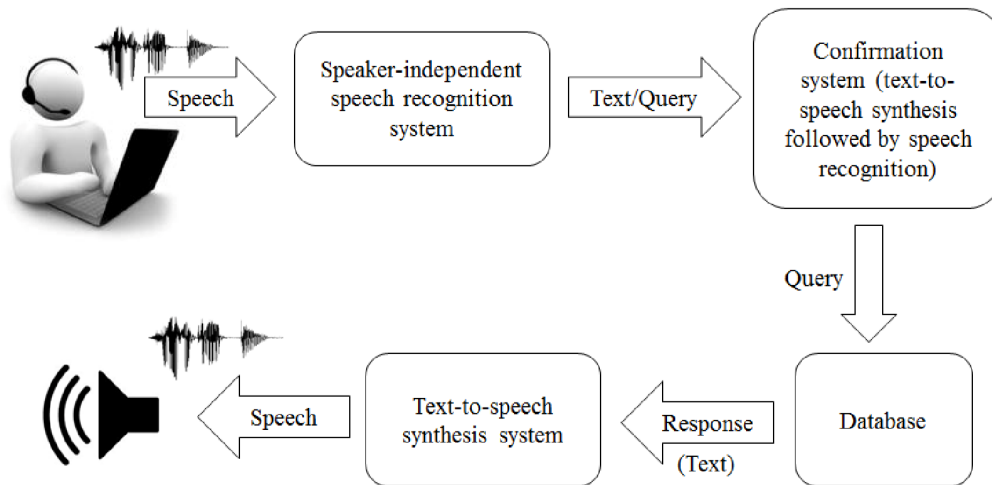 Speech
Speaker-independent
speech recognition
system
Text/Query
Confirmation
system (text-to-
speech synthesis
followed by speech
recognition)
Query
Database
Response
(Text)
Text-to-speech
synthesis system
Speech